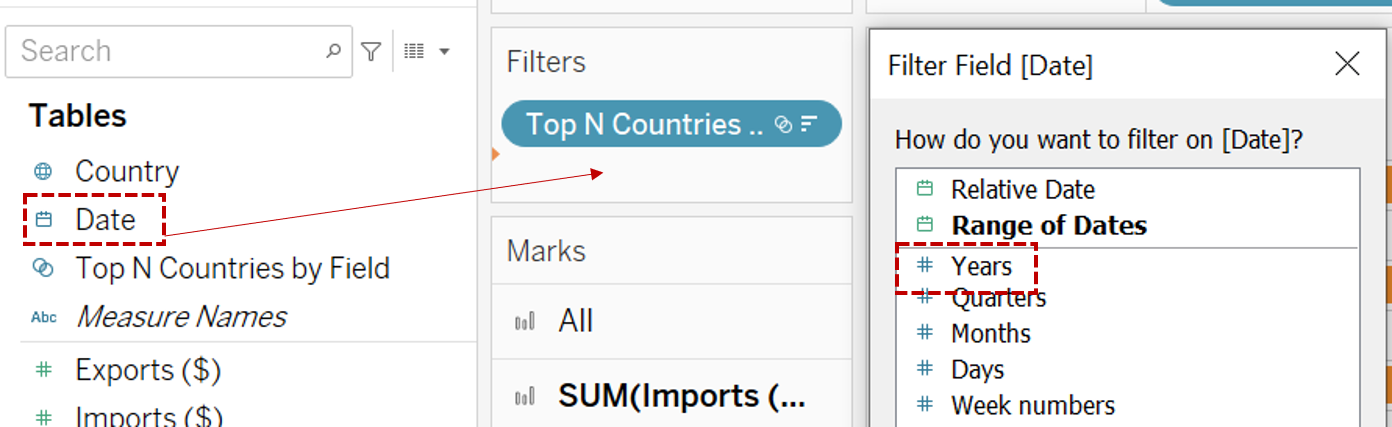 Search
Tables
Country
Date
Top N Countries by Field
Abc Measure Names
Exports ($)
Imports ($)
Filters
Top N Countries ..
Marks
All
SUM(Imports (...
Filter Field [Date]
How do you want to filter on [Date]?
Relative Date
Range of Dates
Years
Quarters
Months
Days
Week numbers